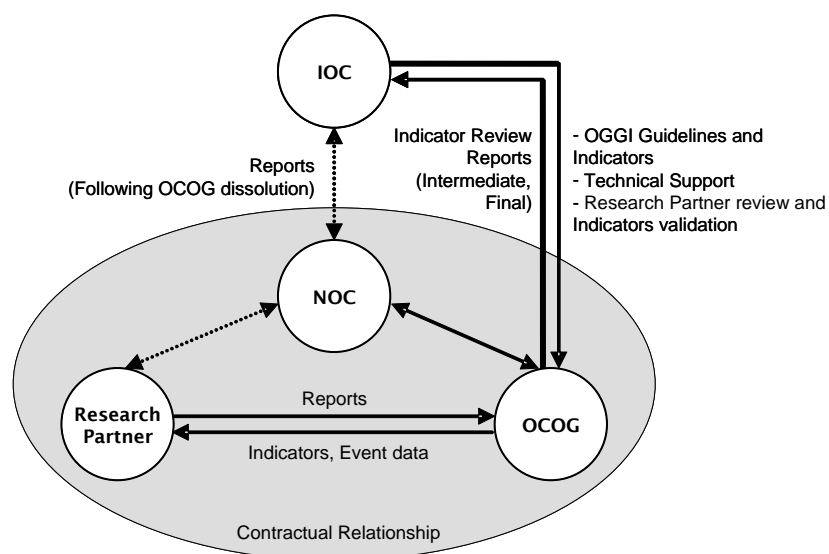 IOC
Reports
(Following OCOG dissolution)
Indicator Review
Reports
(Intermediate,
Final)
- OGGI Guidelines and
Indicators
- Technical Support
- Research Partner review and
Indicators validation
NOC
Research
Partner
Reports
OCOG
Indicators, Event data
Contractual Relationship